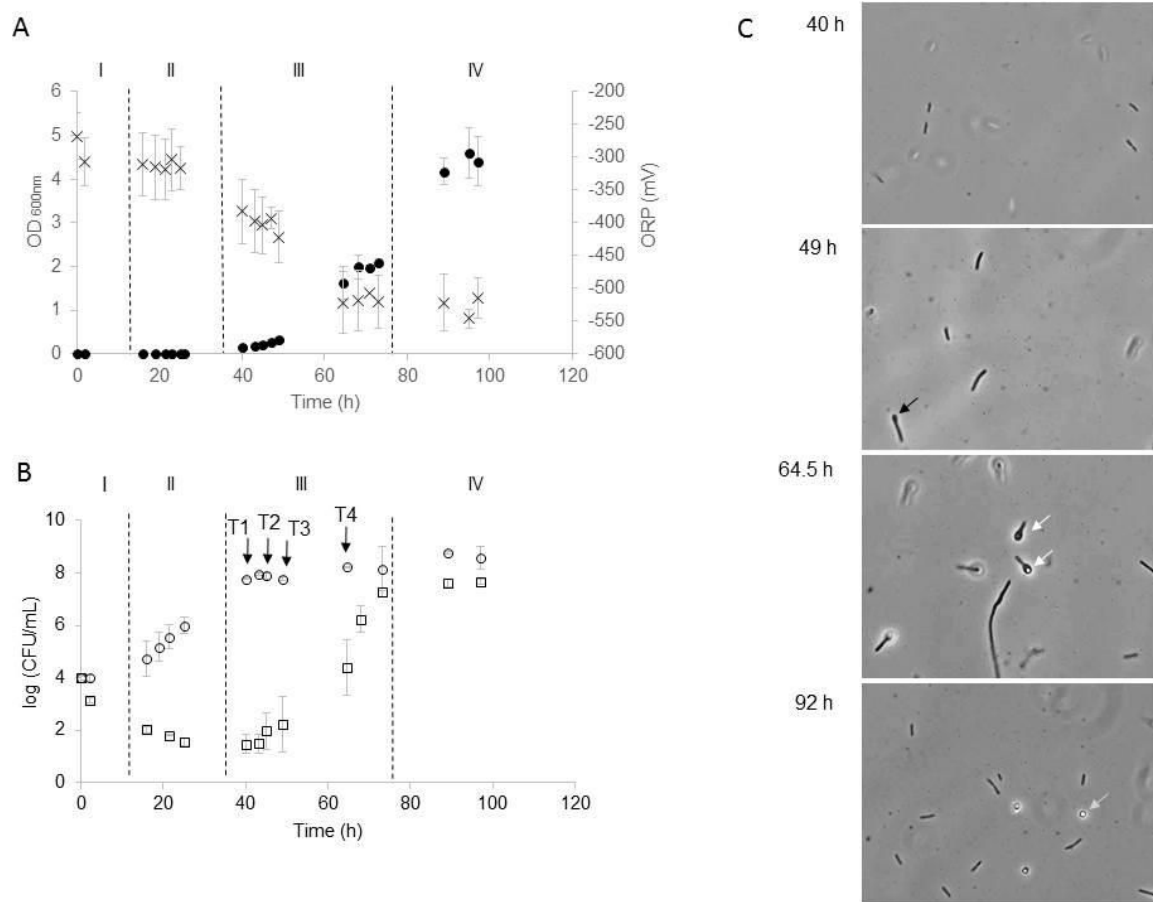 A
I II III IV
6 -200
5 -250
-300
4 -350
3 -400
-450
2 -500
1 -550
0 -600
0 20 40 60 80 100 120
Time (h)
OD 600nm
ORP (mV)
B
I II III IV
10
8
6
4
2
0
T1 T2 T3 T4
0 20 40 60 80 100 120
Time (h)
log (CFU/mL)
C
40 h
49 h
64.5 h
92 h